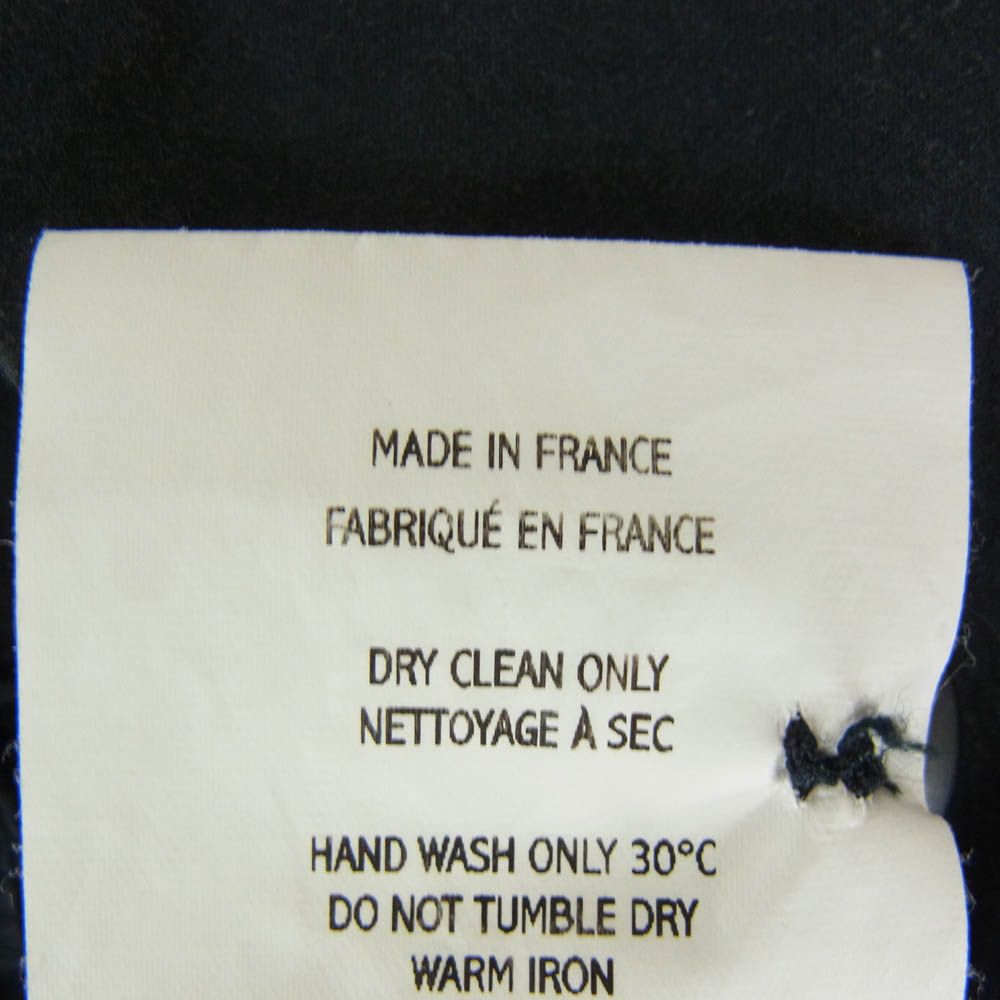 MADE IN FRANCE
FABRIQUÉ EN FRANCE
DRY CLEAN ONLY
NETTOYAGE À SEC
HAND WASH ONLY 30°C
DO NOT TUMBLE DRY
WARM IRON